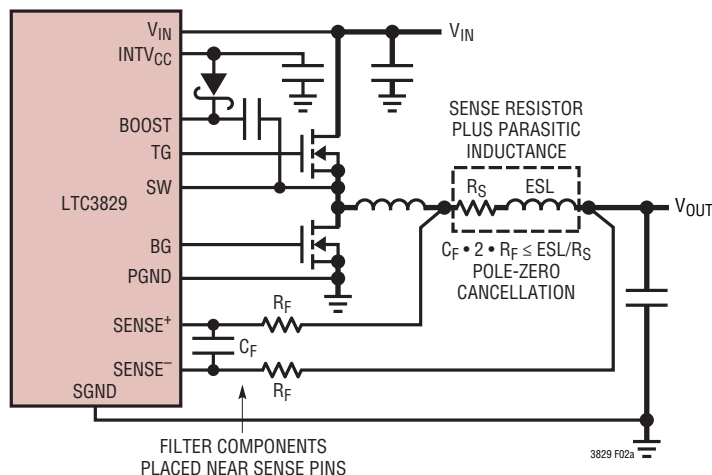 V_IN
INTV_CC
BOOST
TG
SW
LTC3829
BG
PGND
SENSE+
SENSE–
SGND
V_IN
SENSE RESISTOR
PLUS PARASITIC
INDUCTANCE
R_S
ESL
V_OUT
C_F • 2 • R_F ≤ ESL/R_S
POLE-ZERO
CANCELLATION
R_F
C_F
R_F
FILTER COMPONENTS
PLACED NEAR SENSE PINS
3829 F02a